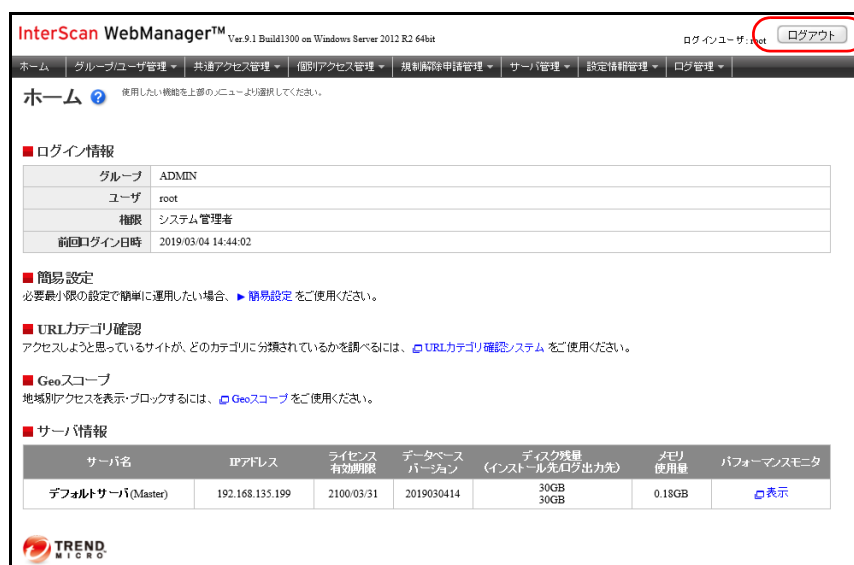 InterScan WebManager™ Ver.9.1 Build1300 on Windows Server 2012 R2 64bit
ログインユーザ: root ログアウト
ホーム グループ/ユーザ管理 共通アクセス管理 個別アクセス管理 規制解除申請管理 サーバ管理 設定情報管理 ログ管理
ホーム ? 使用したい機能を上部のメニューより選択してください。
ログイン情報
グループ ADMIN
ユーザ root
権限 システム管理者
前回ログイン日時 2019/03/04 14:44:02
簡易設定
必要最小限の設定で簡単に運用したい場合、 簡易設定 をご使用ください。
URLカテゴリ確認
アクセスしようと思っているサイトが、どのカテゴリに分類されているかを調べるには、 URLカテゴリ確認システム をご使用ください。
Geoスコープ
地域別アクセスを表示・ブロックするには、 Geoスコープ をご使用ください。
サーバ情報
サーバ名 IPアドレス ライセンス有効期限 データベースバージョン ディスク残量(インストール先/ログ出力先) メモリ使用量 パフォーマンスモニタ
デフォルトサーバ(Master) 192.168.135.199 2100/03/31 2019030414 30GB 30GB 0.18GB 表示
TREND
MICRO